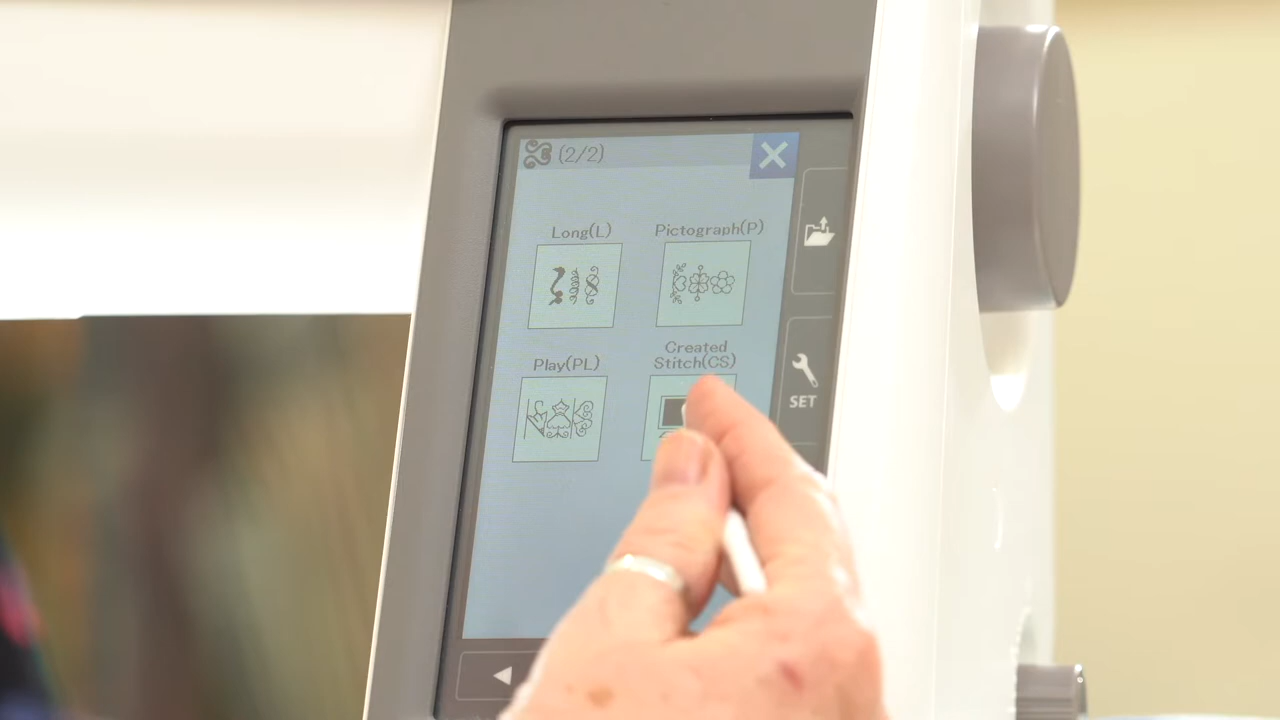 (2/2)
Long(L)
Pictograph(P)
Play(PL)
Created
Stitch(CS)
SET